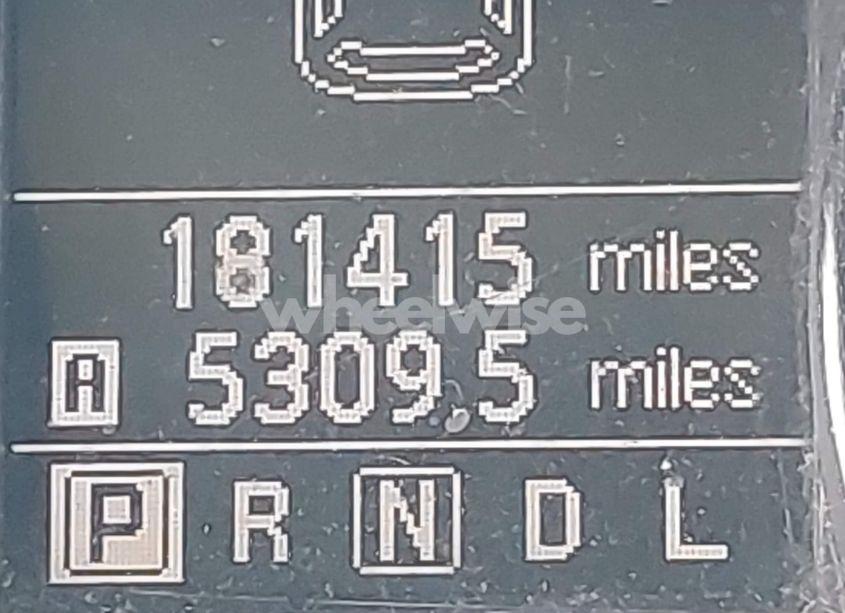 181415 miles
wheelwise
A 5309.5 miles
P R N D L